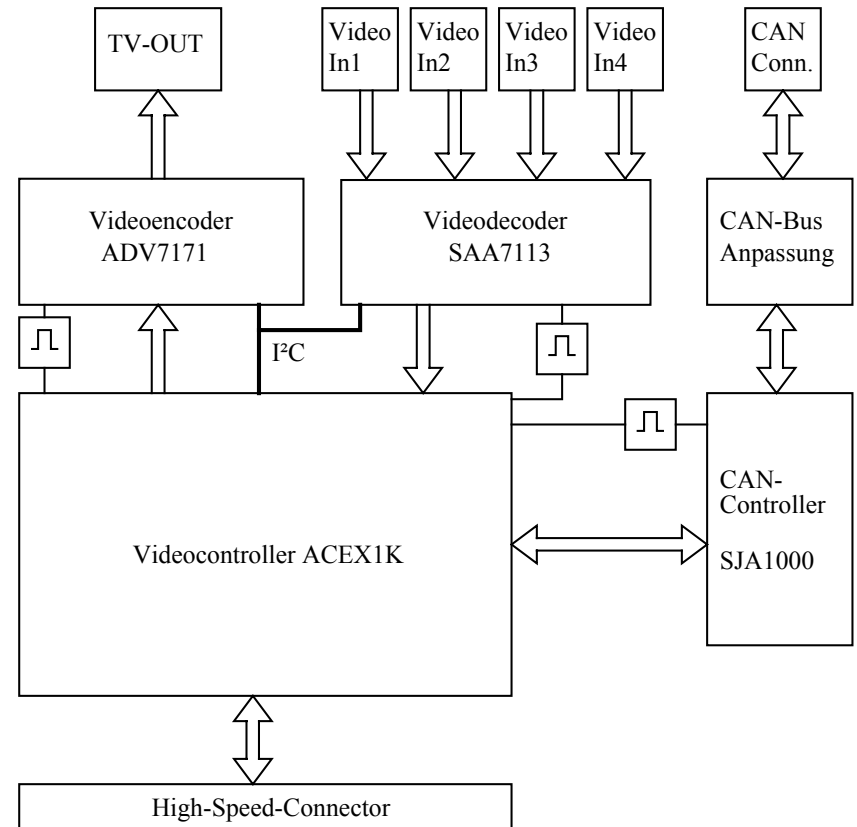 TV-OUT
Video
In1
Video
In2
Video
In3
Video
In4
CAN
Conn.
Videoencoder
ADV7171
Videodecoder
SAA7113
CAN-Bus
Anpassung
I²C
CAN-
Controller
SJA1000
Videocontroller ACEX1K
High-Speed-Connector